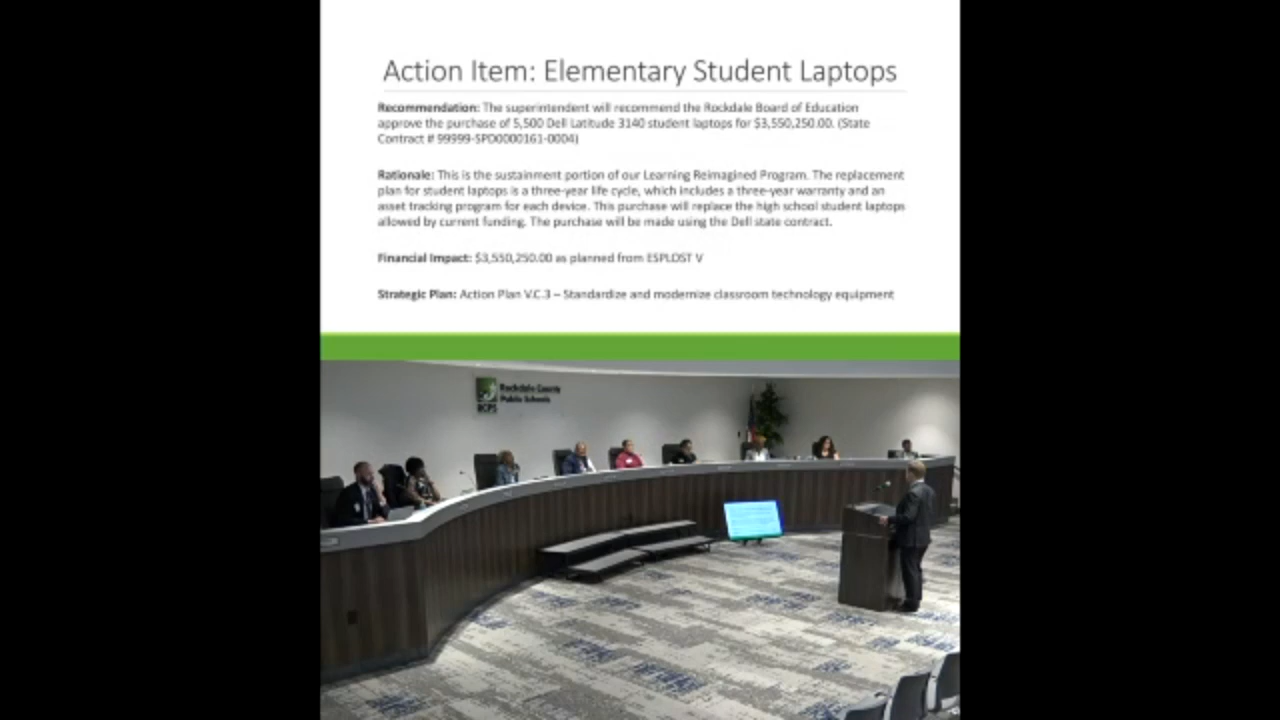 Action Item: Elementary Student Laptops
Recommendation: The superintendent will recommend the Rockdale Board of Education
approve the purchase of 5,500 Dell Latitude 3140 student laptops for $3,550,250.00. (State
Contract # 99999-SPD0000161-0004)
Rationale: This is the sustainment portion of our Learning Reimagined Program. The replacement
plan for student laptops is a three-year life cycle, which includes a three-year warranty and an
asset tracking program for each device. This purchase will replace the high school student laptops
allowed by current funding. The purchase will be made using the Dell state contract.
Financial Impact: $3,550,250.00 as planned from ESPLOST V
Strategic Plan: Action Plan V.C.3 – Standardize and modernize classroom technology equipment
Rockdale County
Public Schools
RCPS